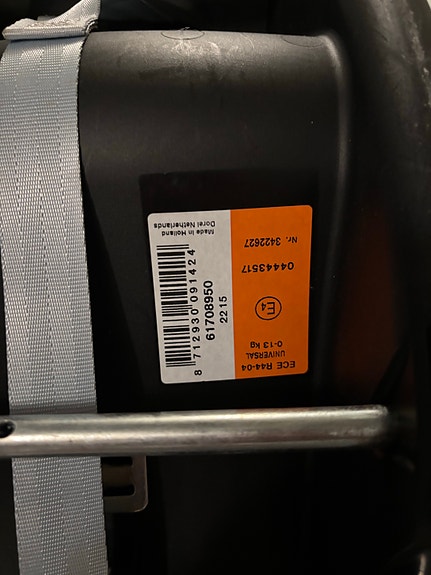 ECE R44-04
UNIVERSAL
0-13 kg
E4
04443517
Nr. 3422627
8 712930 091424
61708950
2215
Made in Holland
Dorel Netherlands